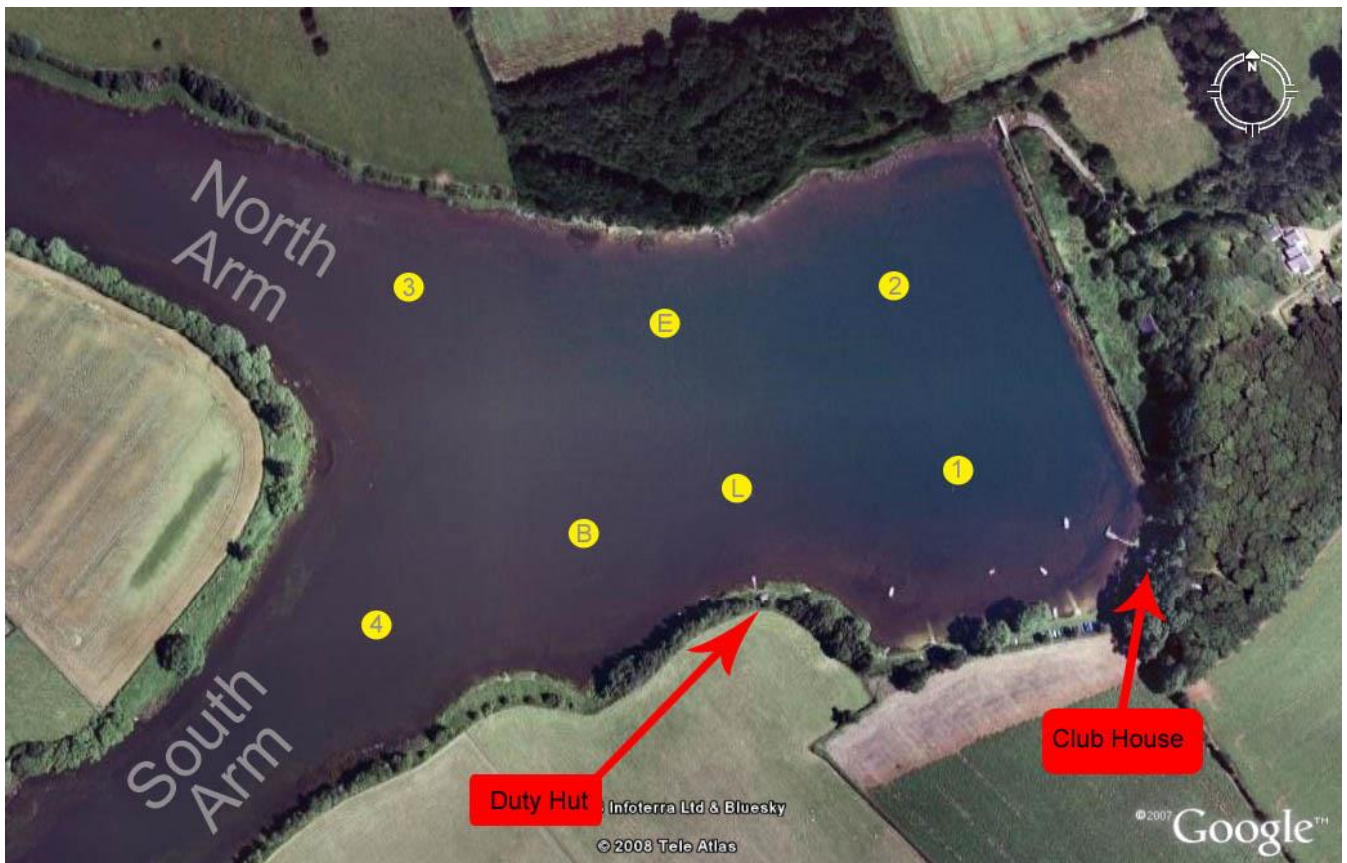 N
North
Arm
3
E
2
1
L
B
4
South
Arm
Club House
Duty Hut
Infoterra Ltd & Bluesky
© 2008 Tele Atlas
©2007 Google™